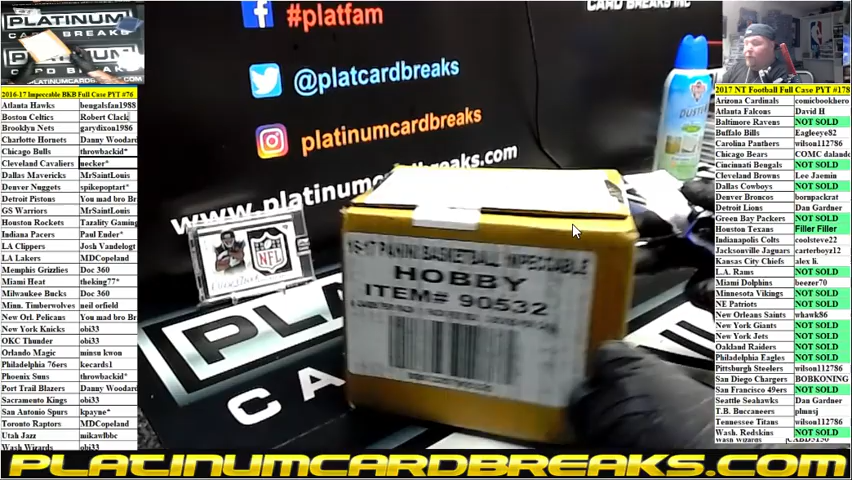 PLATINUM
CARD BREAKS
#platfam
@platcardbreaks
platinumcardbreaks
CARD BREAKS INC
DUSTER
NFL
16-17 PANINI BASKETBALL IMPECCABLE
HOBBY
ITEM# 90532
2016-17 Impeccable BKB Full Case PYT #76
Atlanta Hawks bengalsfan1988
Boston Celtics Robert Clack
Brooklyn Nets garydixon1986
Charlotte Hornets Danny Woodard
Chicago Bulls throwbackid*
Cleveland Cavaliers necker*
Dallas Mavericks MrSaintLouis
Denver Nuggets spikepoptart*
Detroit Pistons You mad bro Br
GS Warriors MrSaintLouis
Houston Rockets Tazality Gaming
Indiana Pacers Paul Ender*
LA Clippers Josh Vandelogt
LA Lakers MDCopeland
Memphis Grizzlies Doc 360
Miami Heat theking77*
Milwaukee Bucks Doc 360
Minn. Timberwolves neil orfield
New Orl. Pelicans You mad bro Br
New York Knicks obi33
OKC Thunder obi33
Orlando Magic minsu kwon
Philadelphia 76ers kecards1
Phoenix Suns throwbackid*
Port Trail Blazers Danny Woodard
Sacramento Kings obi33
San Antonio Spurs kpayne*
Toronto Raptors MDCopeland
Utah Jazz mikawlbbc
Wash Wizards obi33
2017 NT Football Full Case PYT #178
Arizona Cardinals comicbookhero
Atlanta Falcons David H
Baltimore Ravens NOT SOLD
Buffalo Bills Eagleeye82
Carolina Panthers wilson112786
Chicago Bears COMC dalando
Cincinati Bengals NOT SOLD
Cleveland Browns Lee Jaemin
Dallas Cowboys NOT SOLD
Denver Broncos bornpackrat
Detroit Lions Dan Gardner
Green Bay Packers NOT SOLD
Houston Texans Filler Filler
Indianapolis Colts coolsteve22
Jacksonville Jaguars carterboyz12
Kansas City Chiefs alex li.
L.A. Rams NOT SOLD
Miami Dolphins beezer70
Minnesota Vikings NOT SOLD
NE Patriots NOT SOLD
New Orleans Saints whawk86
New York Giants NOT SOLD
New York Jets NOT SOLD
Oakland Raiders NOT SOLD
Philadelphia Eagles NOT SOLD
Pittsburg Steelers wilson112786
San Diego Chargers BOBKONING
San Francisco 49ers NOT SOLD
Seattle Seahawks Dan Gardner
T.B. Buccaneers plmnsj
Tennessee Titans wilson112786
Wash. Redskins NOT SOLD
PLATINUMCARDBREAKS.COM